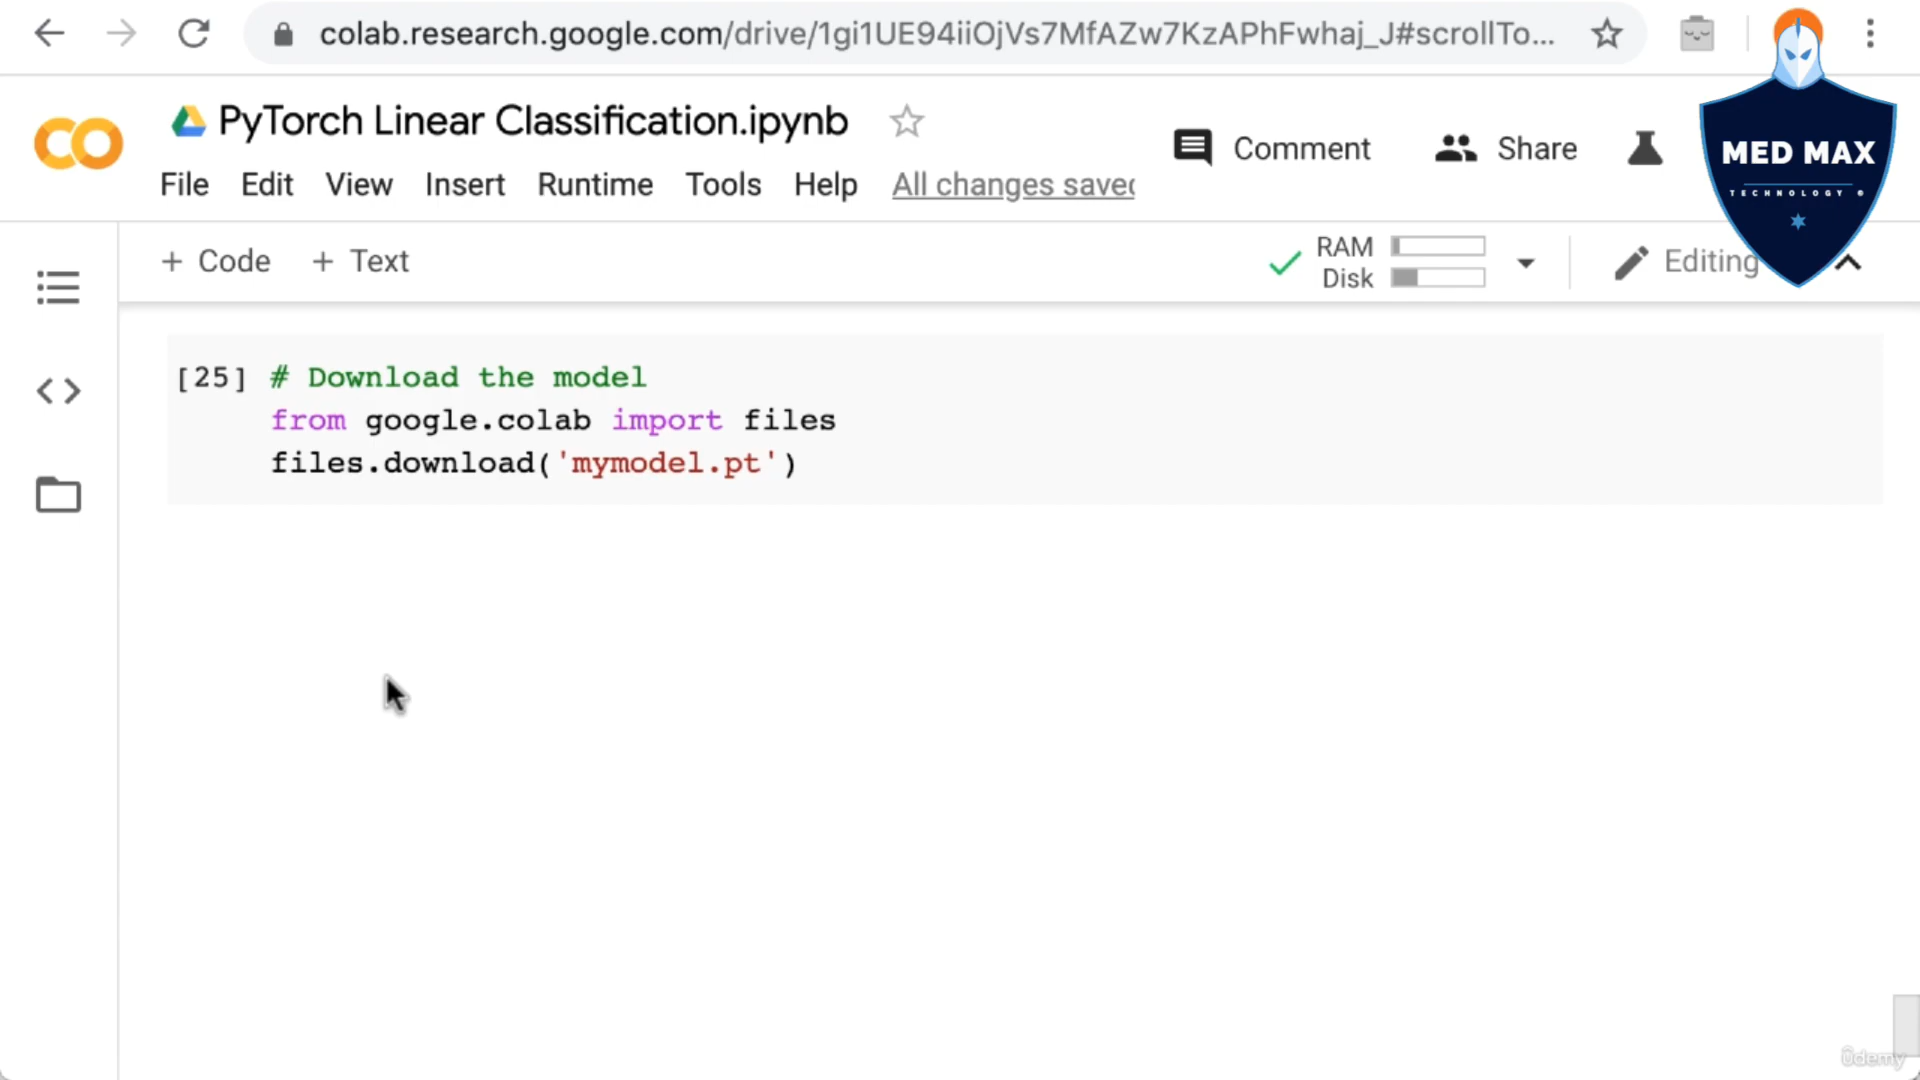 colab.research.google.com/drive/1gi1UE94iiOjVs7MfAZw7KzAPhFwhaj_J#scrollTo...
PyTorch Linear Classification.ipynb
Comment
Share
MED MAX
TECHNOLOGY
File Edit View Insert Runtime Tools Help All changes saved
+ Code + Text
RAM
Disk
Editing
[25] # Download the model
from google.colab import files
files.download('mymodel.pt')
ûdemy